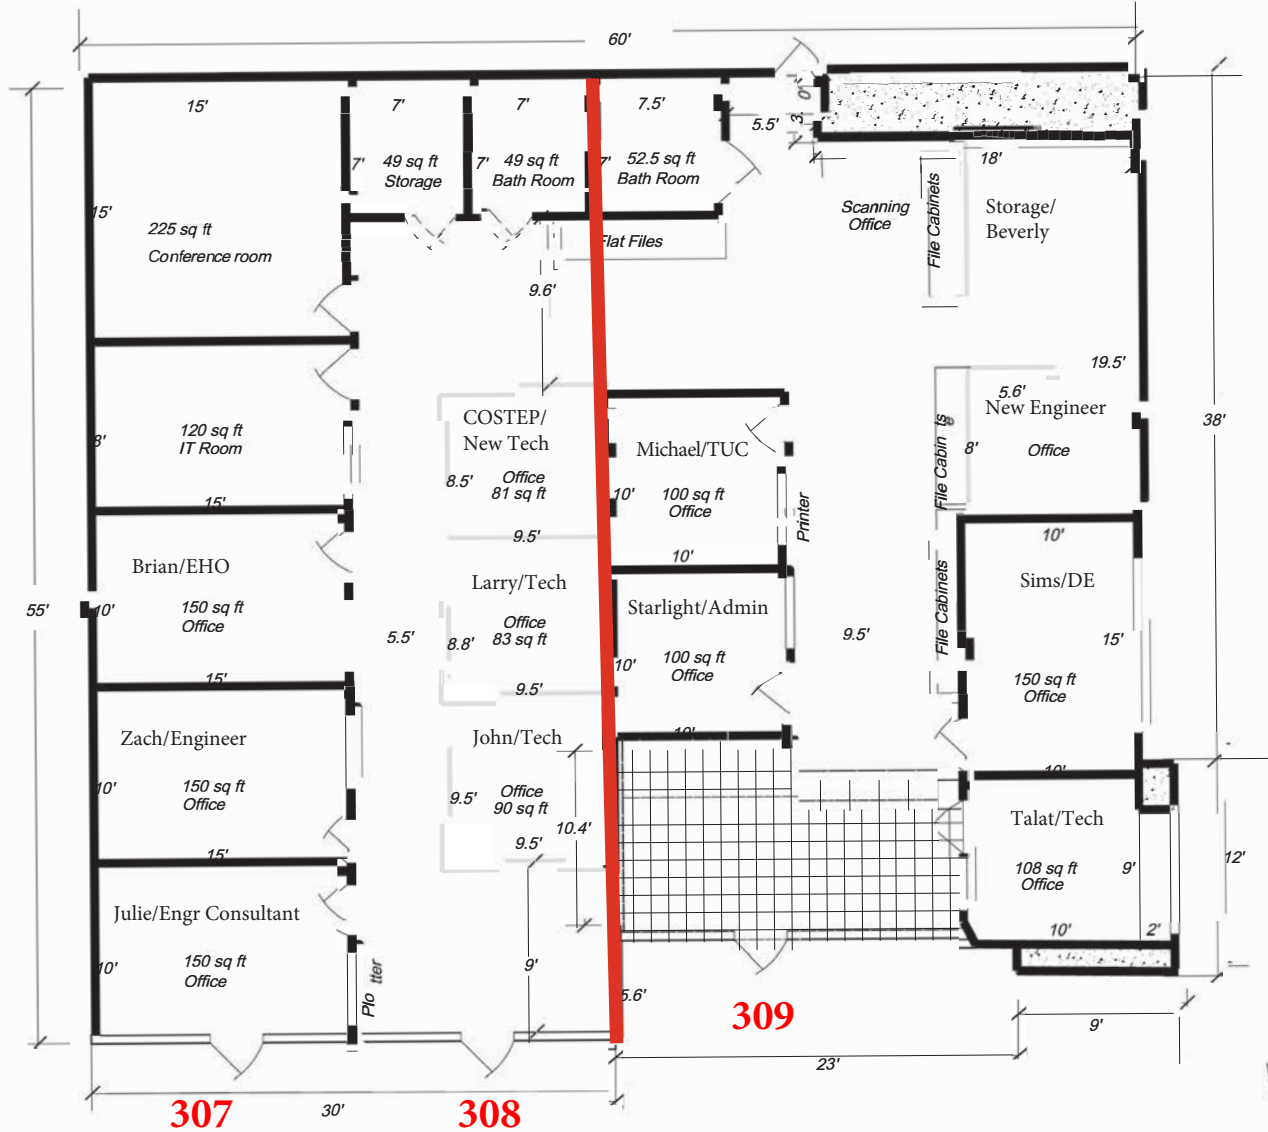 60'
15'
7'
7'
7.5'
5.5'
3.
0'
18'
7'
49 sq ft
Storage
7'
49 sq ft
Bath Room
7'
52.5 sq ft
Bath Room
15'
225 sq ft
Conference room
Flat Files
Scanning
Office
File Cabinets
Storage/
Beverly
9.6'
19.5'
38'
8'
120 sq ft
IT Room
15'
COSTEP/
New Tech
8.5'
Office
81 sq ft
9.5'
Michael/TUC
10'
100 sq ft
Office
10'
Printer
File Cabin ts
e
5.6'
New Engineer
8'
Office
55'
Brian/EHO
10'
150 sq ft
Office
15'
5.5'
Larry/Tech
8.8'
Office
83 sq ft
9.5'
Starlight/Admin
10'
100 sq ft
Office
10'
9.5'
File Cabinets
10'
Sims/DE
15'
150 sq ft
Office
10'
Zach/Engineer
10'
150 sq ft
Office
15'
John/Tech
9.5'
Office
90 sq ft
9.5'
10.4'
Talat/Tech
108 sq ft
Office
9'
10'
2'
12'
Julie/Engr Consultant
10'
150 sq ft
Office
Plo tter
9'
5.6'
309
9'
23'
30'
307
308